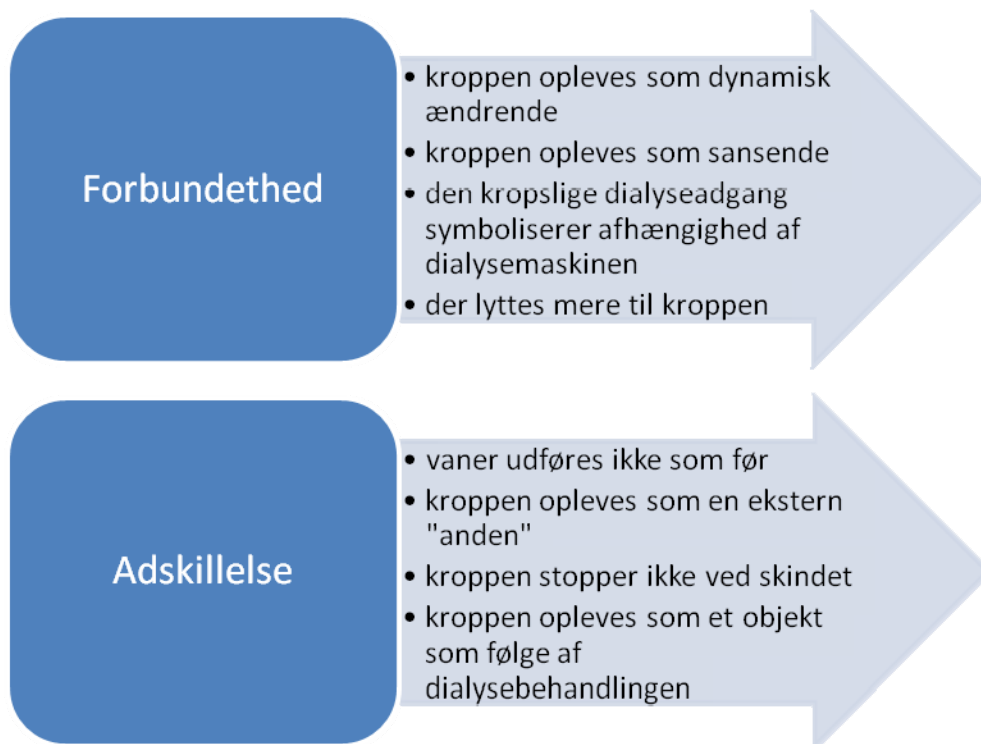 Forbundethed
• kroppen opleves som dynamisk
ændrende
• kroppen opleves som sansende
• den kropslige dialyseadgang
symboliserer afhængighed af
dialysemaskinen
• der lyttes mere til kroppen
Adskillelse
• vaner udføres ikke som før
• kroppen opleves som en ekstern
"anden"
• kroppen stopper ikke ved skindet
• kroppen opleves som et objekt
som følge af
dialysebehandlingen